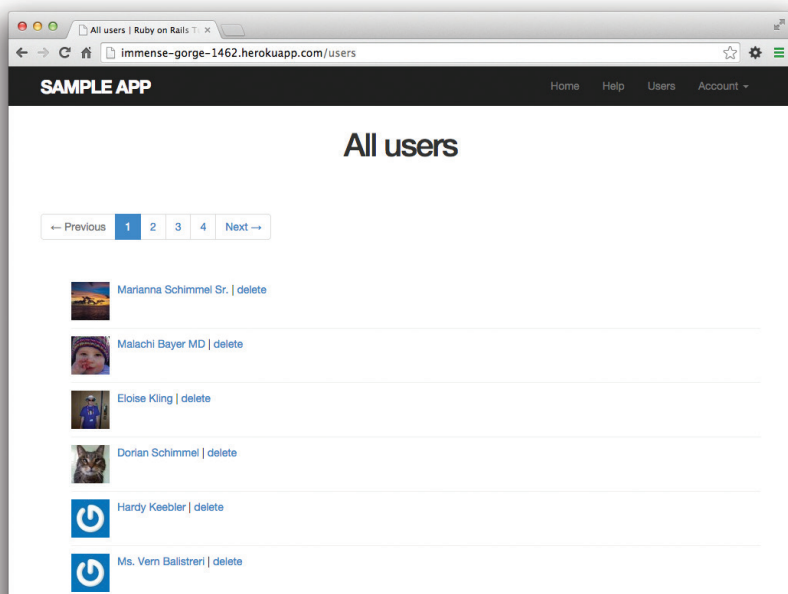 All users | Ruby on Rails T
immense-gorge-1462.herokuapp.com/users
SAMPLE APP Home Help Users Account
All users
← Previous 1 2 3 4 Next →
Marianna Schimmel Sr. | delete
Malachi Bayer MD | delete
Eloise Kling | delete
Dorian Schimmel | delete
Hardy Keebler | delete
Ms. Vern Balistreri | delete